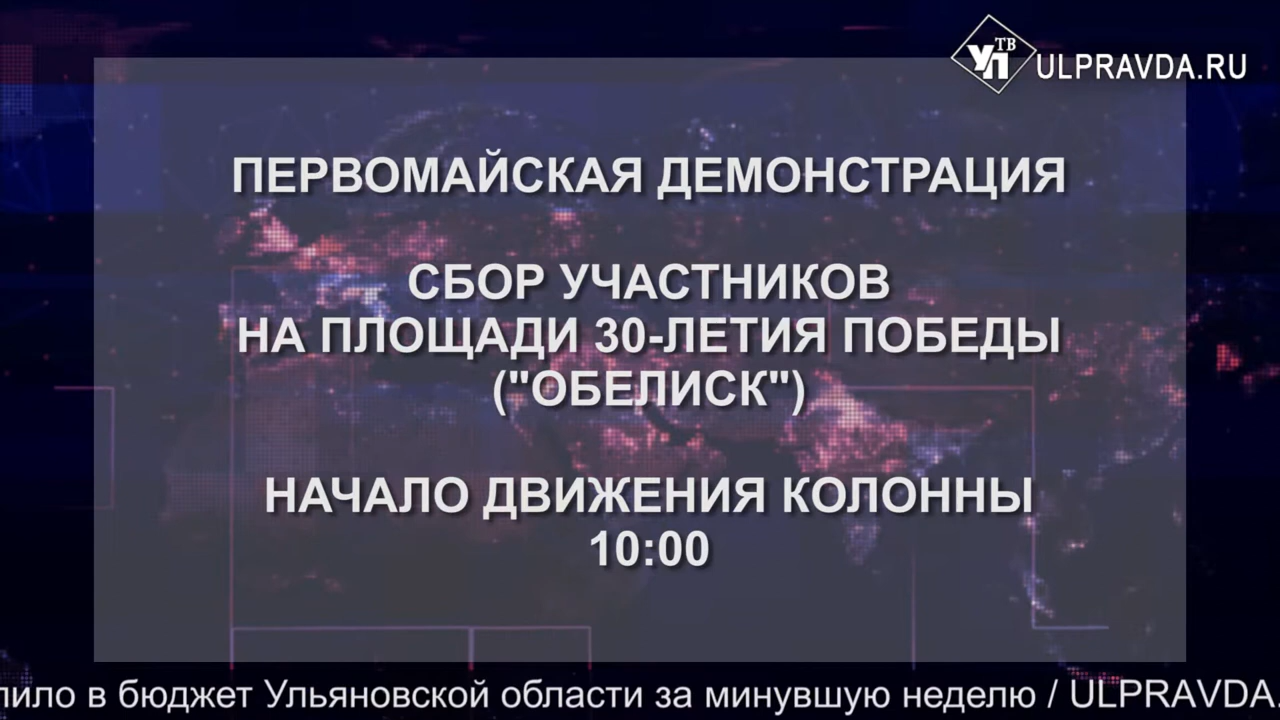 УП ТВ ULPRAVDA.RU
ПЕРВОМАЙСКАЯ ДЕМОНСТРАЦИЯ
СБОР УЧАСТНИКОВ
НА ПЛОЩАДИ 30-ЛЕТИЯ ПОБЕДЫ
("ОБЕЛИСК")
НАЧАЛО ДВИЖЕНИЯ КОЛОННЫ
10:00
в бюджет Ульяновской области за минувшую неделю / ULPRAVDA.